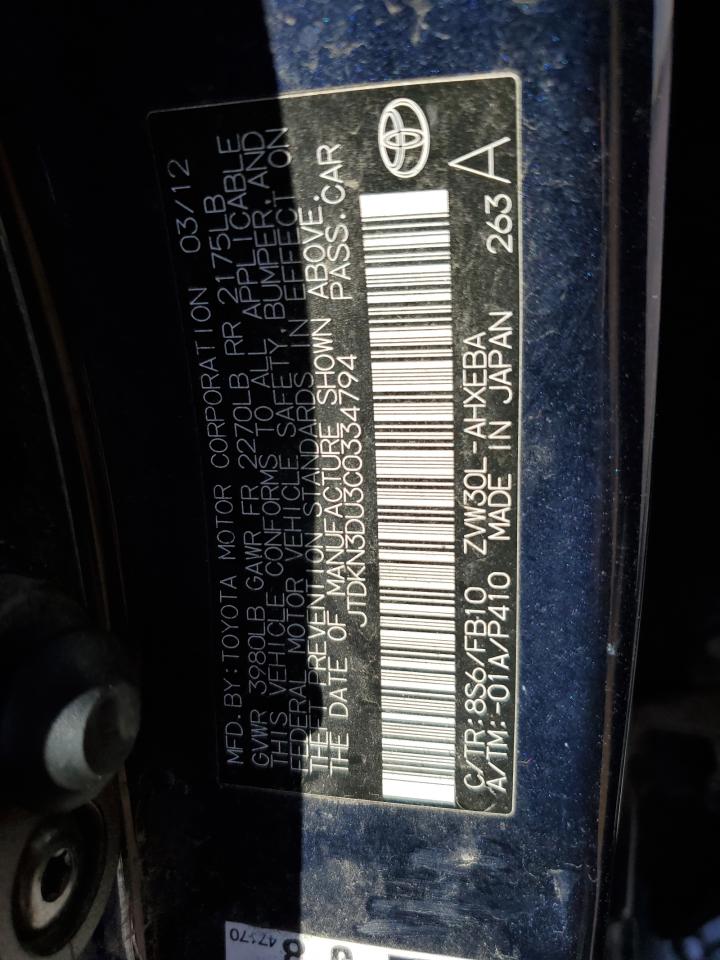 MFD. BY: TOYOTA MOTOR CORPORATION 03/12
GVWR 3980LB GAWR FR 2270LB RR 2175LB
THIS VEHICLE CONFORMS TO ALL APPLICABLE
FEDERAL MOTOR VEHICLE SAFETY, BUMPER, AND
THEFT PREVENTION STANDARDS IN EFFECT ON
THE DATE OF MANUFACTURE SHOWN ABOVE.
JTDKN3DU3C0334794 PASS. CAR
C/TR: 8S6/FB10 ZVW30L-AHXEBA
A/TM: -01A/P410 MADE IN JAPAN 263
A
47170
8